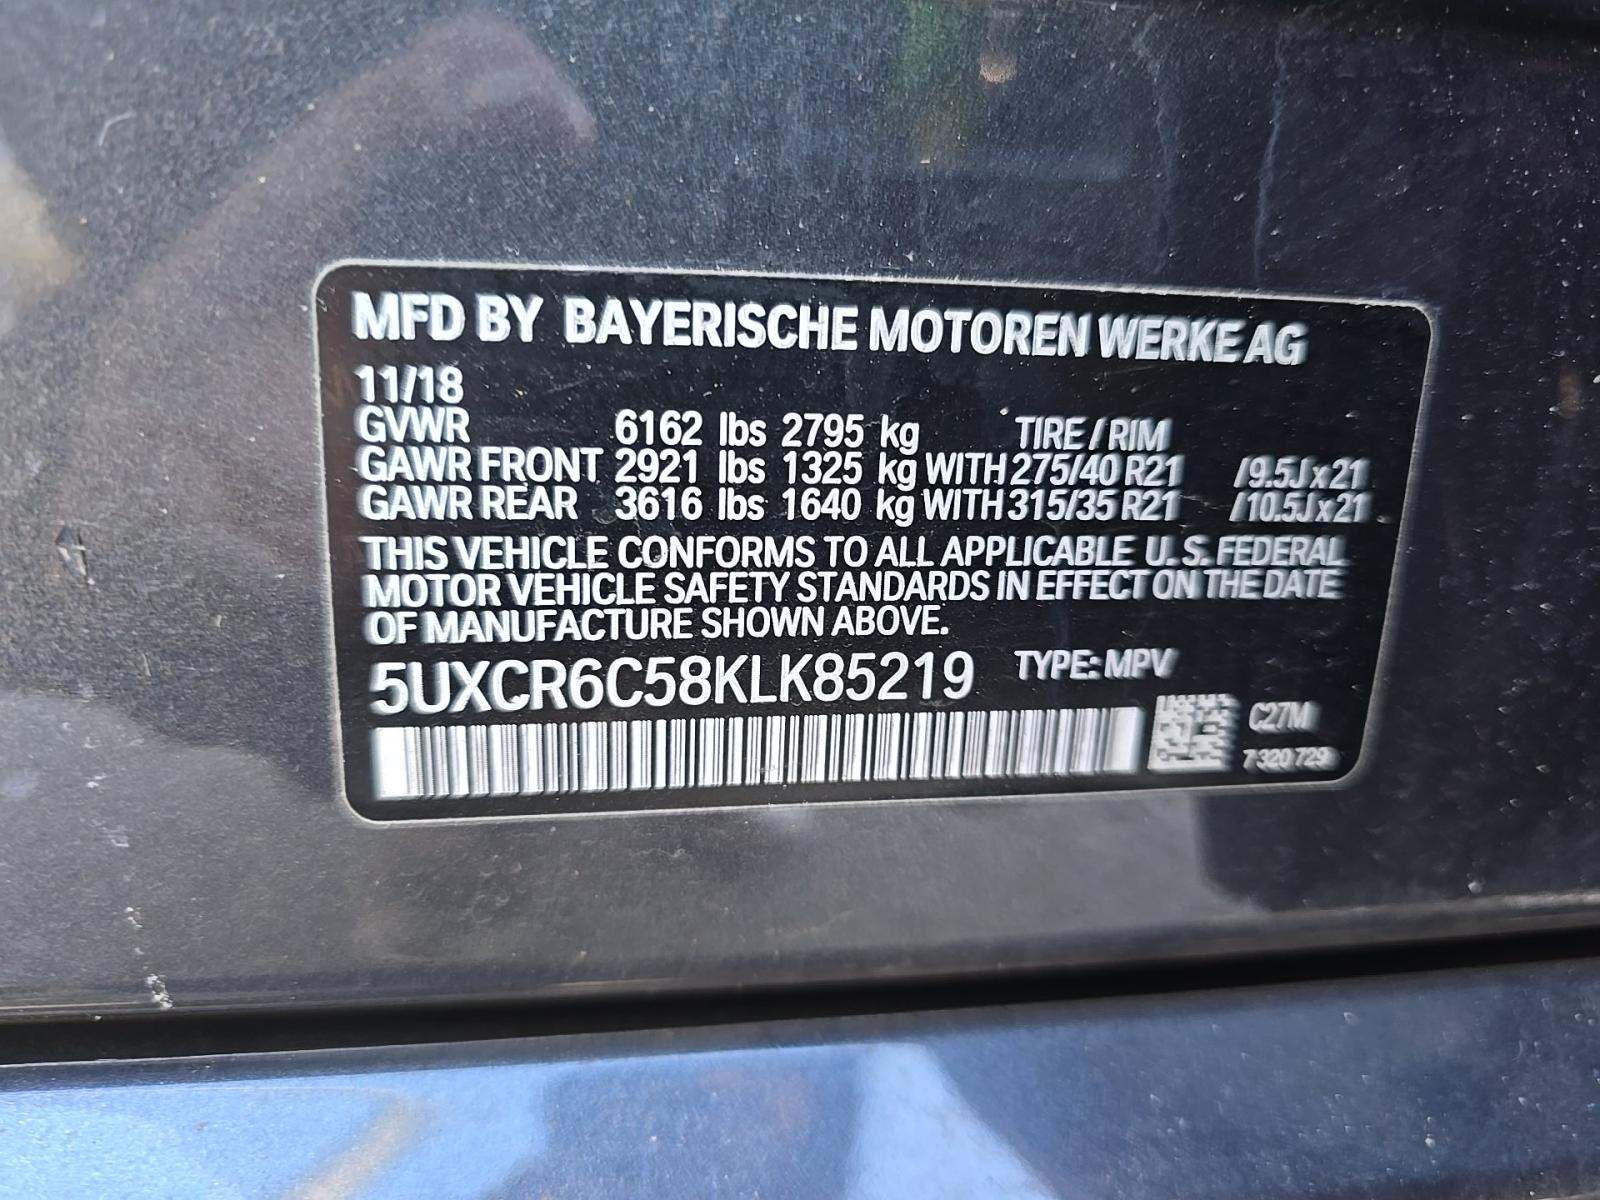 MFD BY BAYERISCHE MOTOREN WERKE AG
11/18
GVWR 6162 lbs 2795 kg TIRE / RIM
GAWR FRONT 2921 lbs 1325 kg WITH 275/40 R21 /9.5J x 21
GAWR REAR 3616 lbs 1640 kg WITH 315/35 R21 /10.5J x 21
THIS VEHICLE CONFORMS TO ALL APPLICABLE U.S. FEDERAL
MOTOR VEHICLE SAFETY STANDARDS IN EFFECT ON THE DATE
OF MANUFACTURE SHOWN ABOVE.
5UXCR6C58KLK85219 TYPE: MPV
C27M
7 320 729